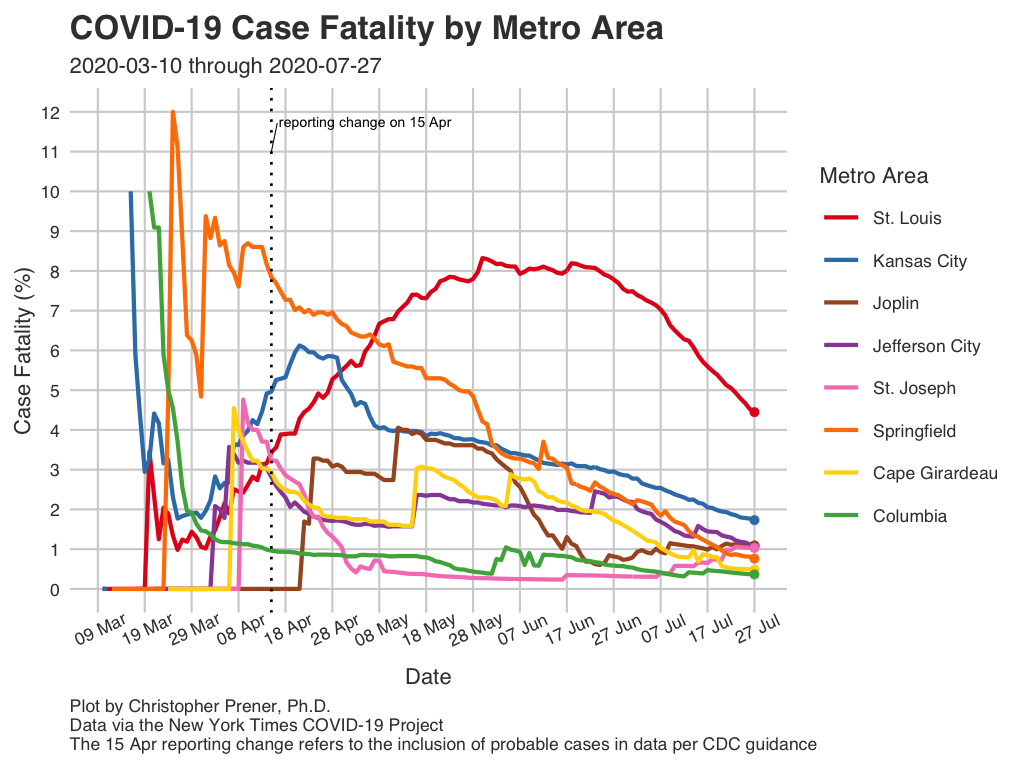 COVID-19 Case Fatality by Metro Area
2020-03-10 through 2020-07-27
Case Fatality (%)
12
11
10
9
8
7
6
5
4
3
2
1
0
reporting change on 15 Apr
09 Mar
19 Mar
29 Mar
08 Apr
18 Apr
28 Apr
08 May
18 May
28 May
07 Jun
17 Jun
27 Jun
07 Jul
17 Jul
27 Jul
Date
Metro Area
St. Louis
Kansas City
Joplin
Jefferson City
St. Joseph
Springfield
Cape Girardeau
Columbia
Plot by Christopher Prener, Ph.D.
Data via the New York Times COVID-19 Project
The 15 Apr reporting change refers to the inclusion of probable cases in data per CDC guidance